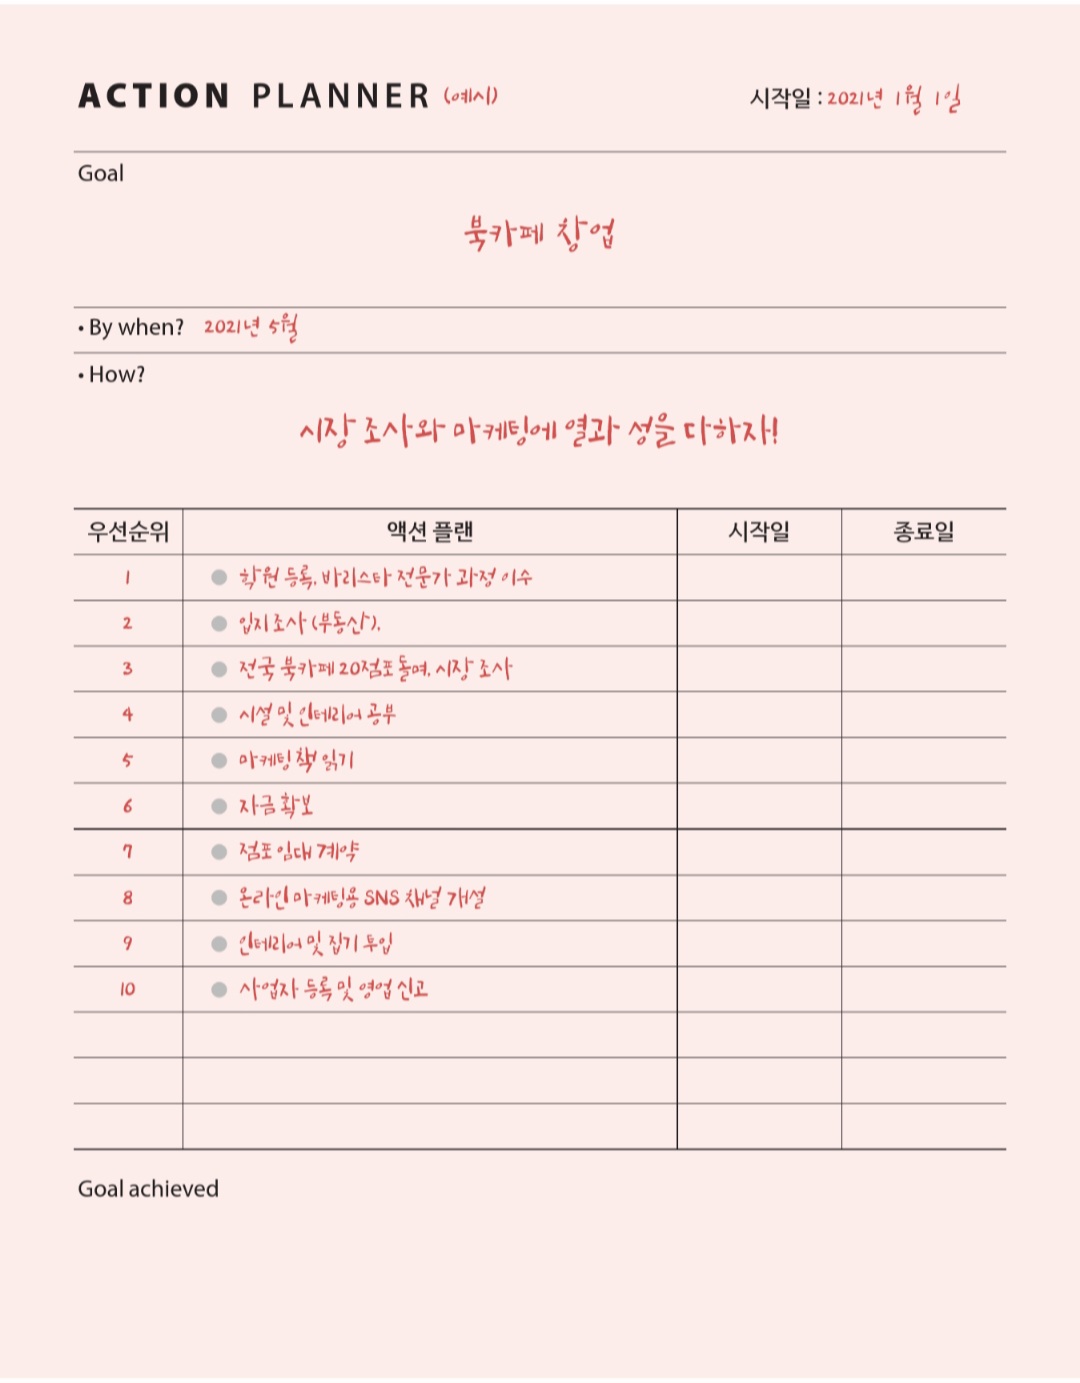 ACTION PLANNER (예시)
시작일 : 2021년 1월 1일
Goal
북카페 창업
• By when? 2021년 5월
• How?
시장 조사와 마케팅에 열과 성을 다하자!
우선순위 액션 플랜 시작일 종료일
1 학원 등록, 바리스타 전문가 과정 이수
2 입지 조사 (부동산).
3 전국 북카페 20점포 돌며, 시장 조사
4 시설 및 인테리어 공부
5 마케팅 책 읽기
6 자금 확보
7 점포 임대 계약
8 온라인 마케팅용 SNS 채널 개설
9 인테리어 및 집기 투입
10 사업자 등록 및 영업 신고
Goal achieved